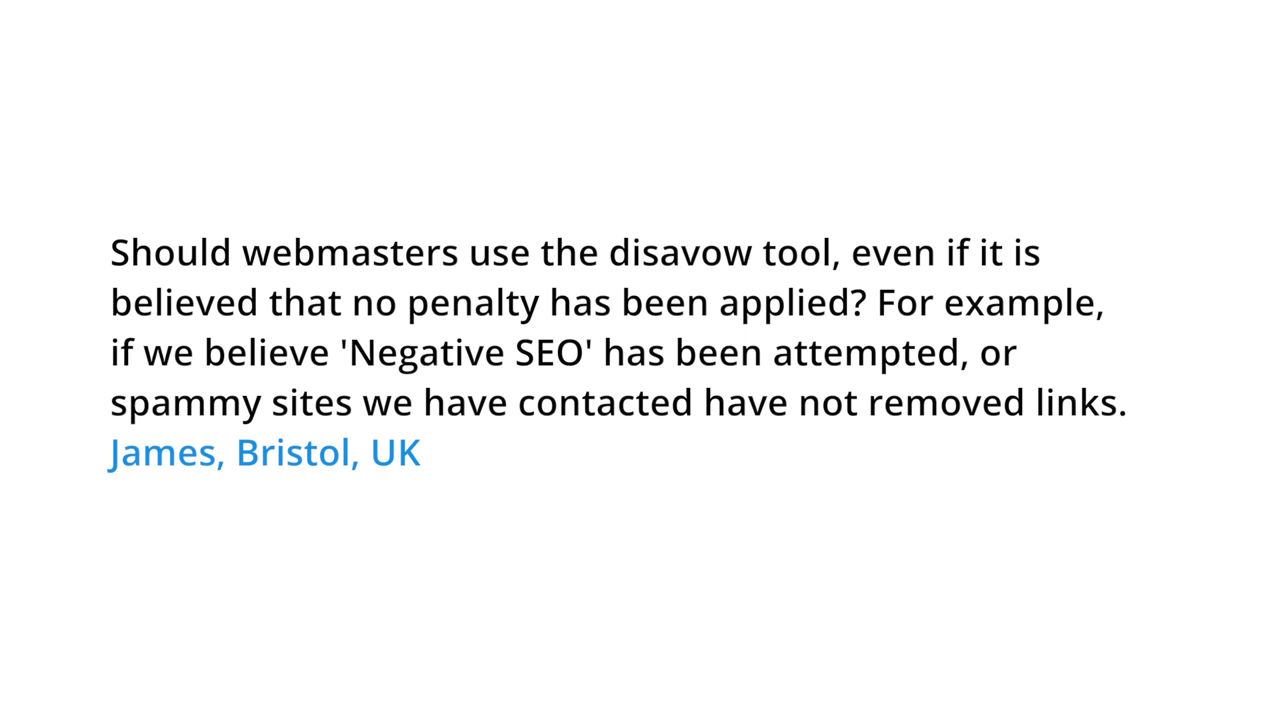 Should webmasters use the disavow tool, even if it is
believed that no penalty has been applied? For example,
if we believe 'Negative SEO' has been attempted, or
spammy sites we have contacted have not removed links.
James, Bristol, UK